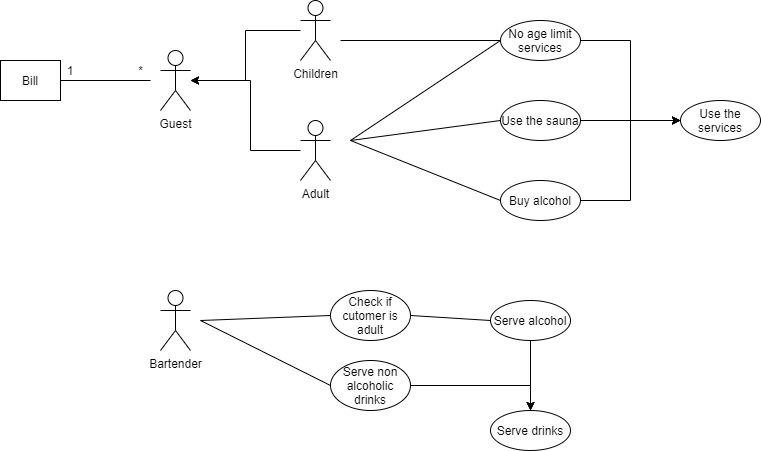 Children
No age limit
services
Bill
1
*
Guest
Use the sauna
Use the
services
Adult
Buy alcohol
Bartender
Check if
cutomer is
adult
Serve alcohol
Serve non
alcoholic
drinks
Serve drinks